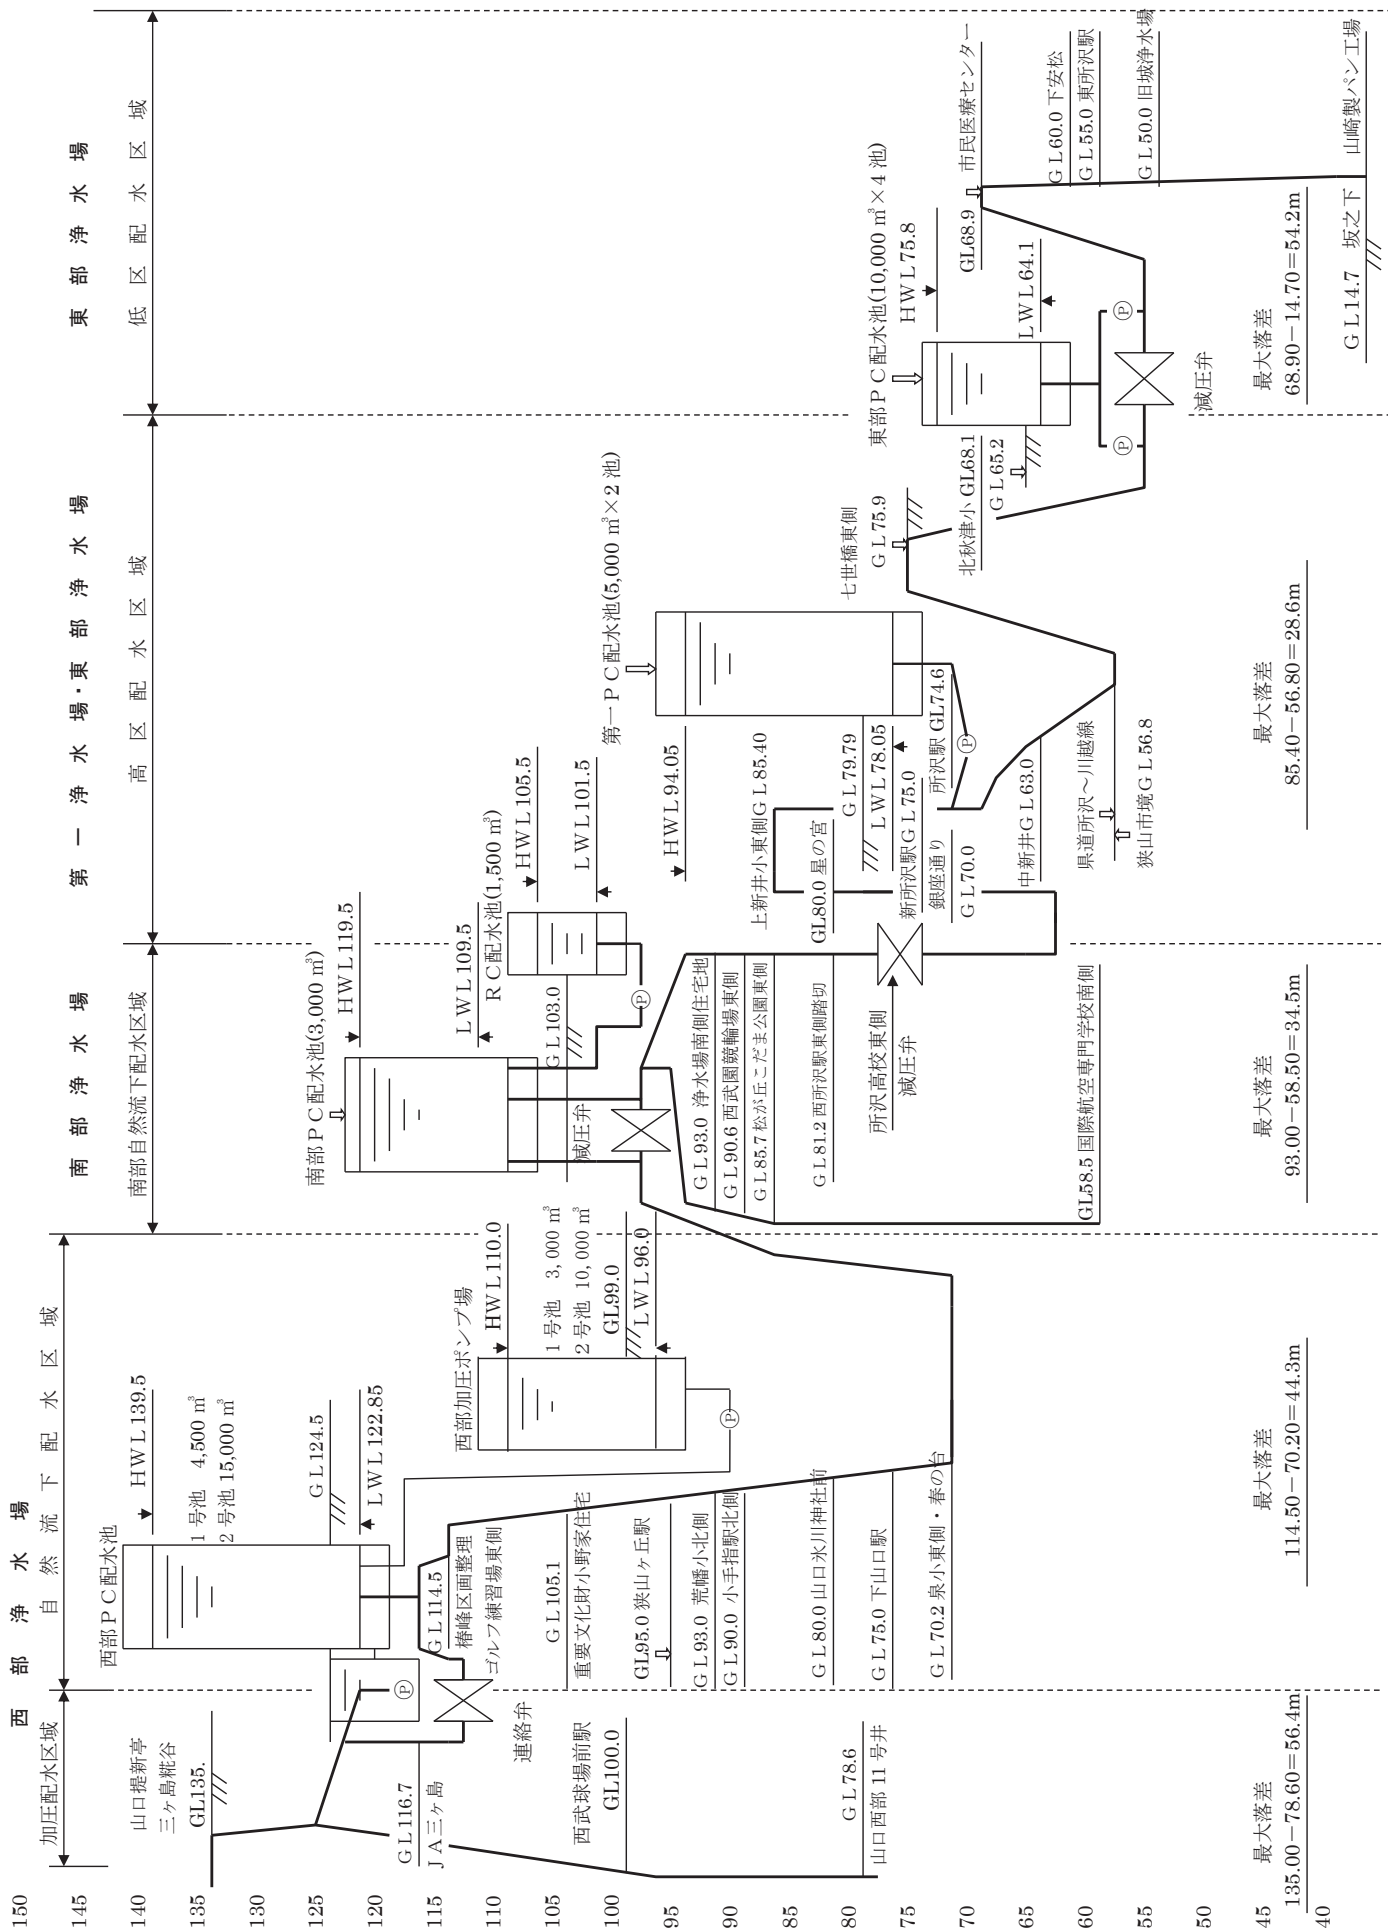 西部浄水場
加圧配水区域
自然流下配水区域
南部浄水場
南部自然流下配水区域
第一浄水場・東部浄水場
高区配水区域
東部浄水場
低区配水区域
150
145
140
135
130
125
120
115
110
105
100
95
90
85
80
75
70
65
60
55
50
45
40
山口堤新亭
三ヶ島糀谷
GL135.
GL116.7
JA三ヶ島
連絡弁
西武球場前駅
GL100.0
GL78.6
山口西部11号井
最大落差
135.00−78.60=56.4m
西部PC配水池
HWL139.5
1号池 4,500㎥
2号池 15,000㎥
GL124.5
LWL122.85
P
GL114.5
椿峰区画整理
ゴルフ練習場東側
GL105.1
重要文化財小野家住宅
GL95.0 狭山ヶ丘駅
GL93.0 荒幡小北側
GL90.0 小手指駅北側
GL80.0 山口氷川神社前
GL75.0 下山口駅
GL70.2 泉小東側・春の台
西部加圧ポンプ場
HWL110.0
1号池 3,000㎥
2号池 10,000㎥
GL99.0
LWL96.0
P
最大落差
114.50−70.20=44.3m
南部PC配水池(3,000㎥)
HWL119.5
LWL109.5
RC配水池(1,500㎥)
HWL105.5
LWL101.5
GL103.0
P
減圧弁
GL93.0 浄水場南側住宅地
GL90.6 西武園競輪場東側
GL85.7 松が丘こだま公園東側
GL81.2 西所沢駅東側踏切
所沢高校東側
減圧弁
GL58.5 国際航空専門学校南側
最大落差
93.00−58.50=34.5m
第一PC配水池(5,000㎥×2池)
HWL94.05
上新井小東側GL85.40
GL80.0 星の宮
GL79.79
LWL78.05
新所沢駅GL75.0
所沢駅GL74.6
銀座通り
GL70.0
P
中新井GL63.0
県道所沢～川越線
狭山市境GL56.8
七世橋東側
GL75.9
北秋津小GL68.1
GL65.2
最大落差
85.40−56.80=28.6m
東部PC配水池(10,000㎥×4池)
HWL75.8
LWL64.1
P
P
減圧弁
GL68.9
市民医療センター
GL60.0 下安松
GL55.0 東所沢駅
GL50.0 旧城浄水場
GL14.7 坂之下
山崎製パン工場
最大落差
68.90−14.70=54.2m